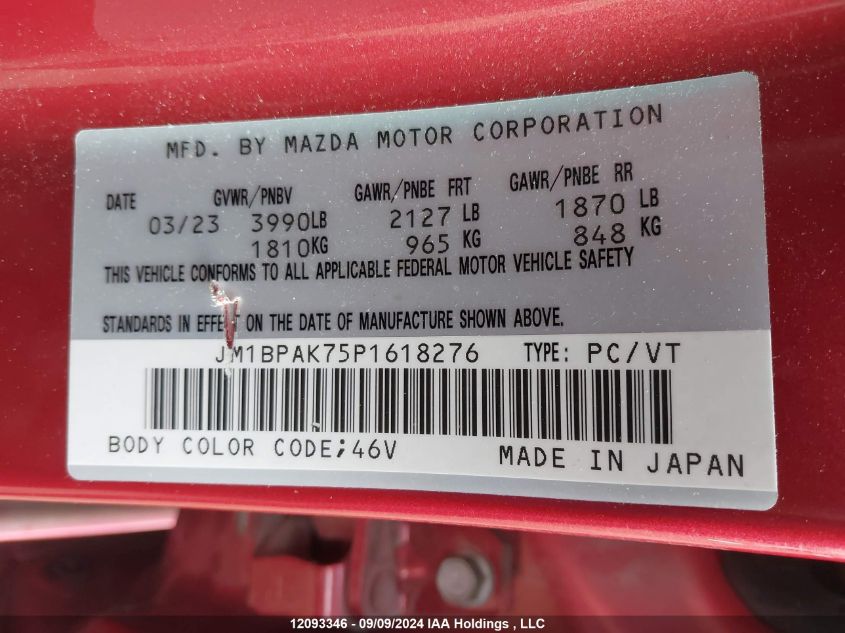 MFD. BY MAZDA MOTOR CORPORATION
DATE GVWR/PNBV GAWR/PNBE FRT GAWR/PNBE RR
03/23 3990LB 2127 LB 1870 LB
1810KG 965 KG 848 KG
THIS VEHICLE CONFORMS TO ALL APPLICABLE FEDERAL MOTOR VEHICLE SAFETY
STANDARDS IN EFFECT ON THE DATE OF MANUFACTURE SHOWN ABOVE.
JM1BPAK75P1618276 TYPE: PC/VT
BODY COLOR CODE;46V MADE IN JAPAN
12093346 - 09/09/2024 IAA Holdings , LLC